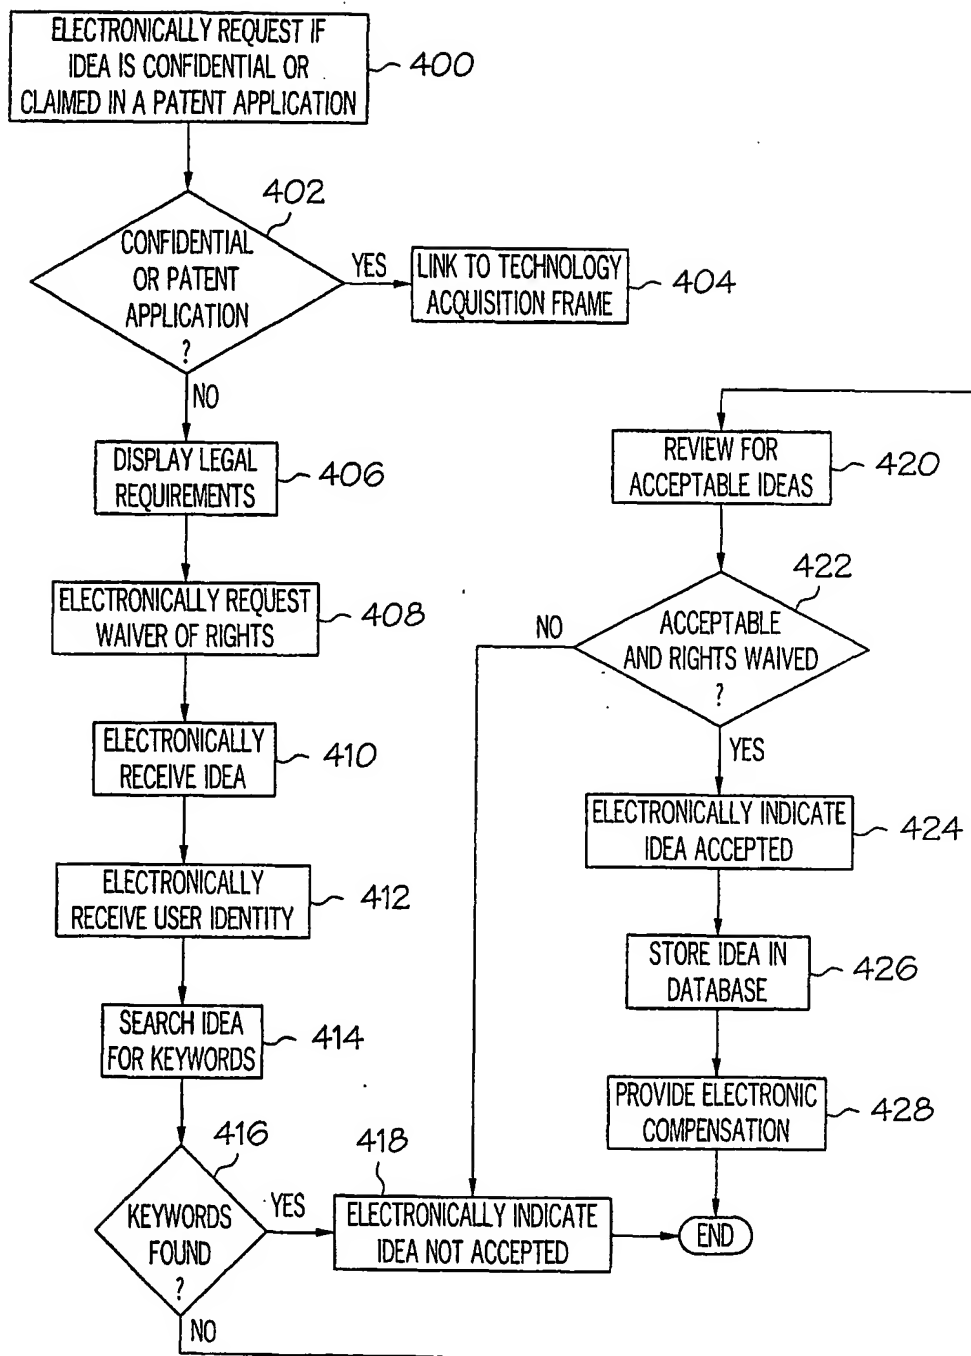 ELECTRONICALLY REQUEST IF
IDEA IS CONFIDENTIAL OR
CLAIMED IN A PATENT APPLICATION
400
402
CONFIDENTIAL
OR PATENT
APPLICATION
?
YES
LINK TO TECHNOLOGY
ACQUISITION FRAME
404
NO
DISPLAY LEGAL
REQUIREMENTS
406
ELECTRONICALLY REQUEST
WAIVER OF RIGHTS
408
ELECTRONICALLY
RECEIVE IDEA
410
ELECTRONICALLY
RECEIVE USER IDENTITY
412
SEARCH IDEA
FOR KEYWORDS
414
416
KEYWORDS
FOUND
?
YES
NO
418
ELECTRONICALLY INDICATE
IDEA NOT ACCEPTED
REVIEW FOR
ACCEPTABLE IDEAS
420
422
ACCEPTABLE
AND RIGHTS WAIVED
?
NO
YES
ELECTRONICALLY INDICATE
IDEA ACCEPTED
424
STORE IDEA IN
DATABASE
426
PROVIDE ELECTRONIC
COMPENSATION
428
END